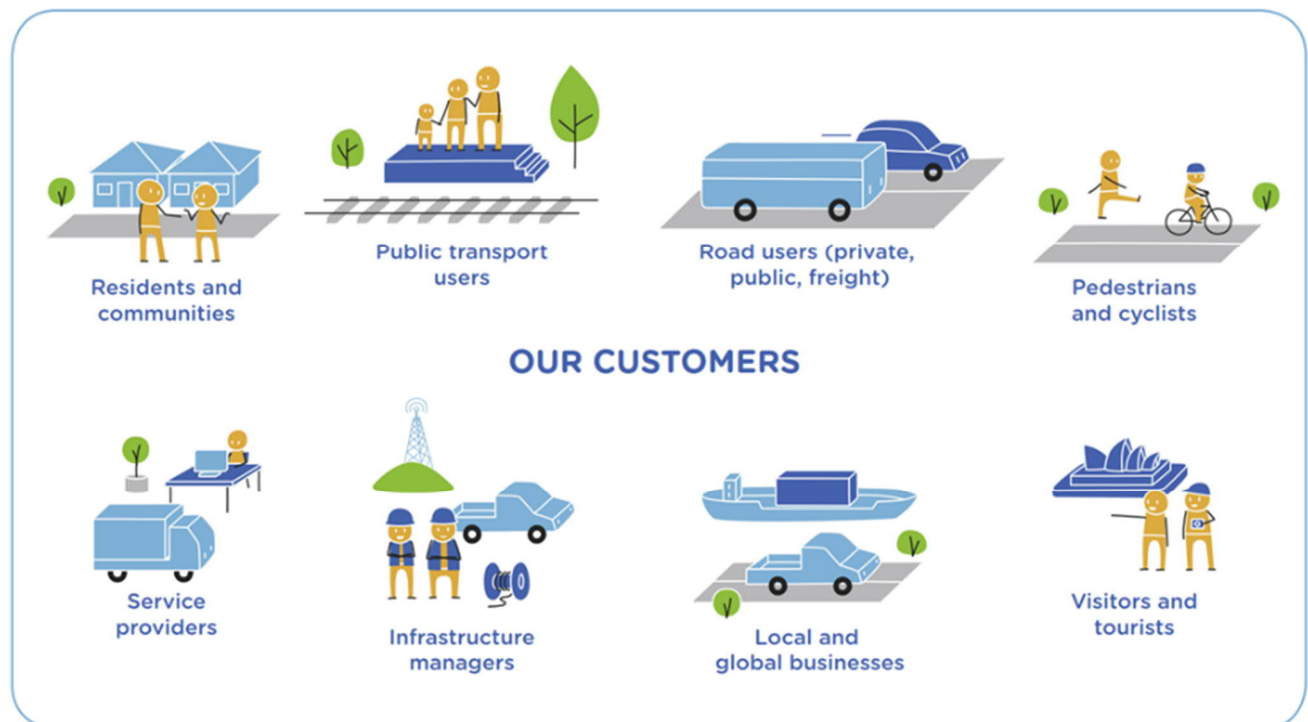 Residents and
communities
Public transport
users
Road users (private,
public, freight)
Pedestrians
and cyclists
OUR CUSTOMERS
Service
providers
Infrastructure
managers
Local and
global businesses
Visitors and
tourists